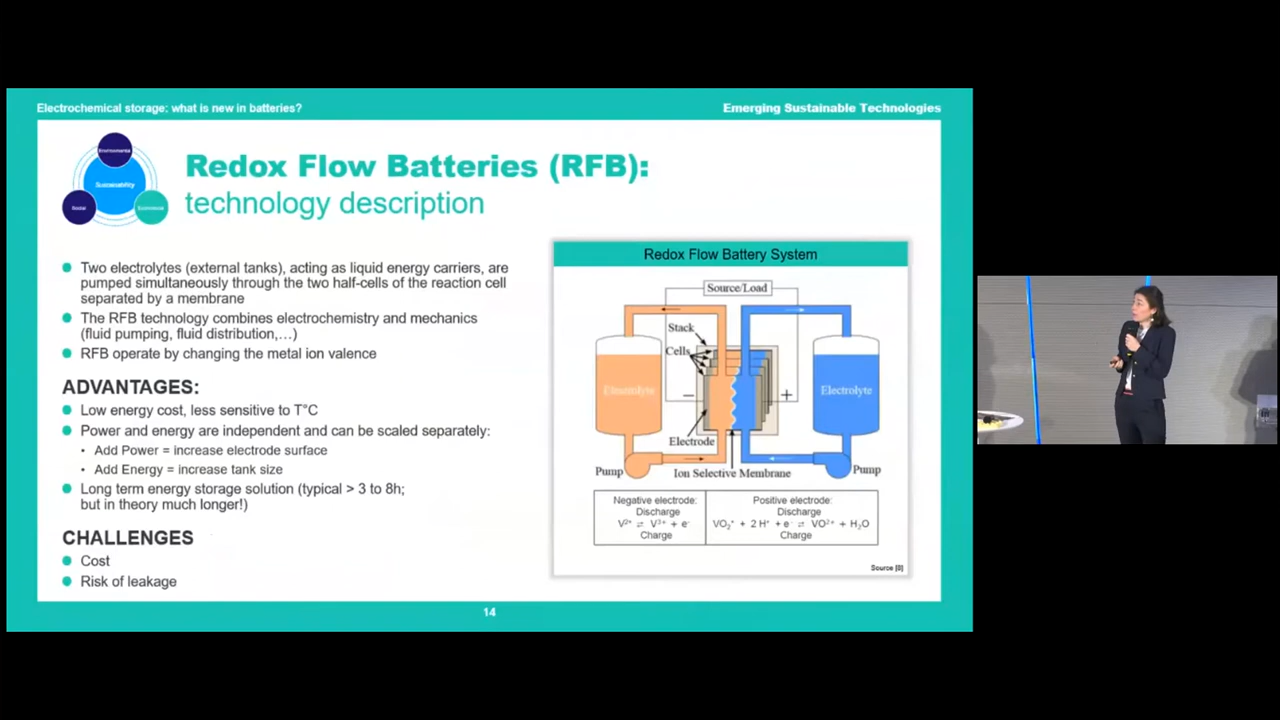 Electrochemical storage: what is new in batteries?
Emerging Sustainable Technologies
Sustainability
Social
Redox Flow Batteries (RFB):
technology description
Two electrolytes (external tanks), acting as liquid energy carriers, are
pumped simultaneously through the two half-cells of the reaction cell
separated by a membrane
The RFB technology combines electrochemistry and mechanics
(fluid pumping, fluid distribution,…)
RFB operate by changing the metal ion valence
ADVANTAGES:
Low energy cost, less sensitive to T°C
Power and energy are independent and can be scaled separately:
Add Power = increase electrode surface
Add Energy = increase tank size
Long term energy storage solution (typical > 3 to 8h;
but in theory much longer!)
CHALLENGES
Cost
Risk of leakage
Redox Flow Battery System
Source/Load
Stack
Cells
Electrolyte
Electrolyte
− +
Electrode
Pump
Ion Selective Membrane
Pump
Negative electrode:
Discharge
V²⁺ ⇌ V³⁺ + e⁻
Charge
Positive electrode:
Discharge
VO₂⁺ + 2 H⁺ + e⁻ ⇌ VO²⁺ + H₂O
Charge
Source [8]
14